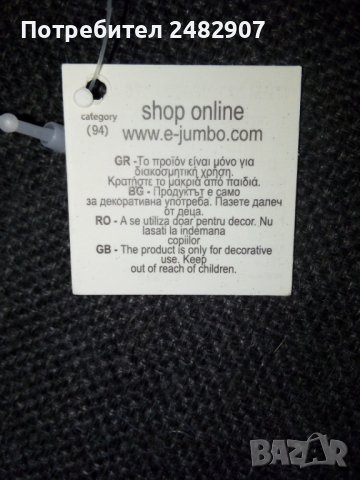 Потребител 2482907
category
(94)
shop online
www.e-jumbo.com
GR -Το προϊόν είναι μόνο για
διακοσμητική χρήση.
Κρατήστε το μακριά από παιδιά.
BG - Продуктът е само
за декоративна употреба. Пазете далеч
от деца.
RO - A se utiliza doar pentru decor. Nu
lasati la indemana
copiilor
GB - The product is only for decorative
use. Keep
out of reach of children.
BAZAR